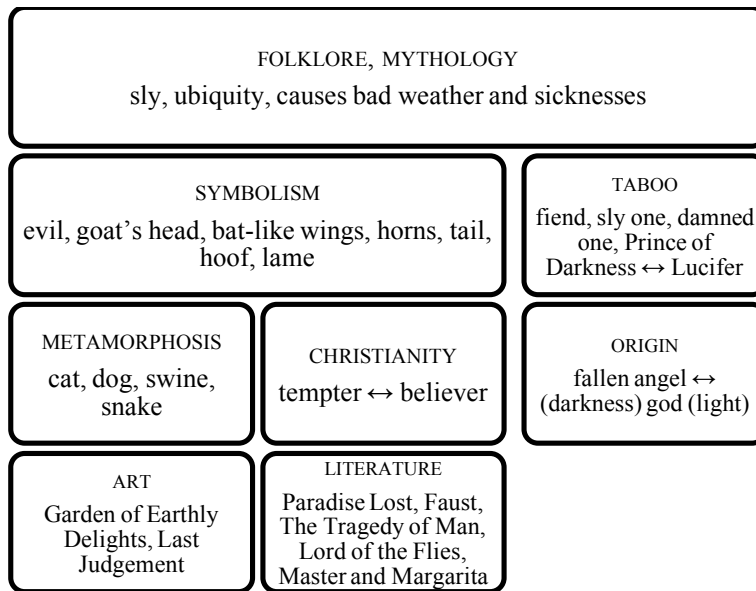 FOLKLORE, MYTHOLOGY
sly, ubiquity, causes bad weather and sicknesses
SYMBOLISM
evil, goat's head, bat-like wings, horns, tail,
hoof, lame
TABOO
fiend, sly one, damned
one, Prince of
Darkness ↔ Lucifer
METAMORPHOSIS
cat, dog, swine,
snake
CHRISTIANITY
tempter ↔ believer
ORIGIN
fallen angel ↔
(darkness) god (light)
ART
Garden of Earthly
Delights, Last
Judgement
LITERATURE
Paradise Lost, Faust,
The Tragedy of Man,
Lord of the Flies,
Master and Margarita